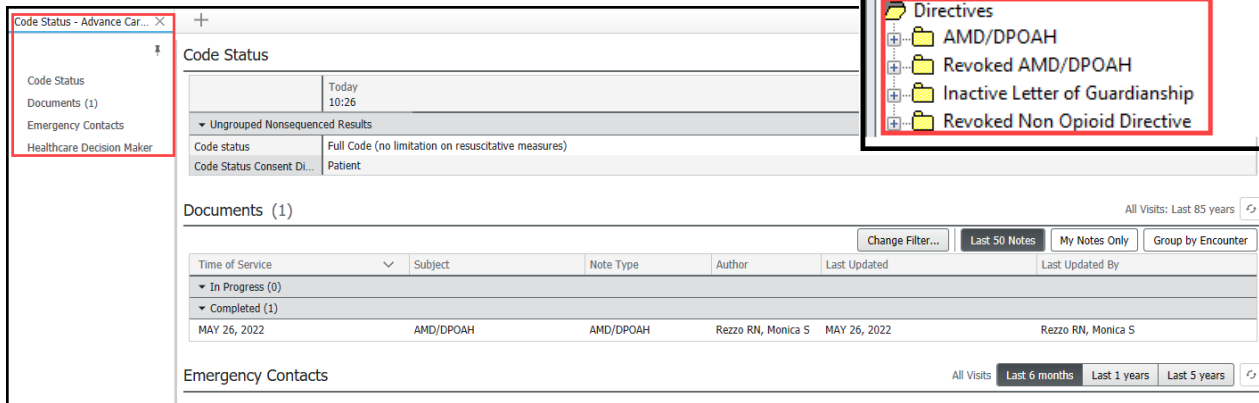 Code Status - Advance Car... ×
+
Code Status
Documents (1)
Emergency Contacts
Healthcare Decision Maker
Directives
AMD/DPOAH
Revoked AMD/DPOAH
Inactive Letter of Guardianship
Revoked Non Opioid Directive
Code Status
Today
10:26
Ungrouped Nonsequenced Results
Code status Full Code (no limitation on resuscitative measures)
Code Status Consent Di... Patient
Documents (1) All Visits: Last 85 years
Change Filter... Last 50 Notes My Notes Only Group by Encounter
Time of Service Subject Note Type Author Last Updated Last Updated By
In Progress (0)
Completed (1)
MAY 26, 2022 AMD/DPOAH AMD/DPOAH Rezzo RN, Monica S MAY 26, 2022 Rezzo RN, Monica S
Emergency Contacts All Visits Last 6 months Last 1 years Last 5 years